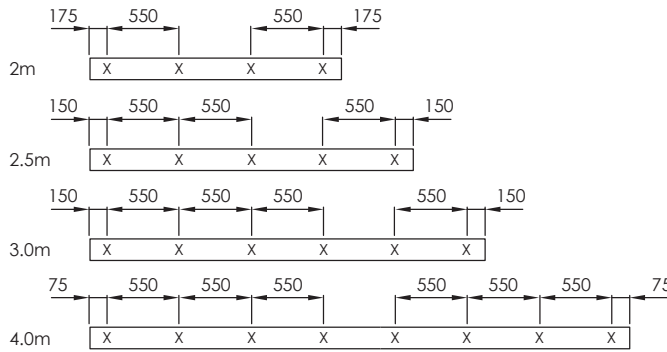 175 550 550 175
2m X X X X
150 550 550 550 150
2.5m X X X X X
150 550 550 550 550 150
3.0m X X X X X X
75 550 550 550 550 550 550 75
4.0m X X X X X X X X